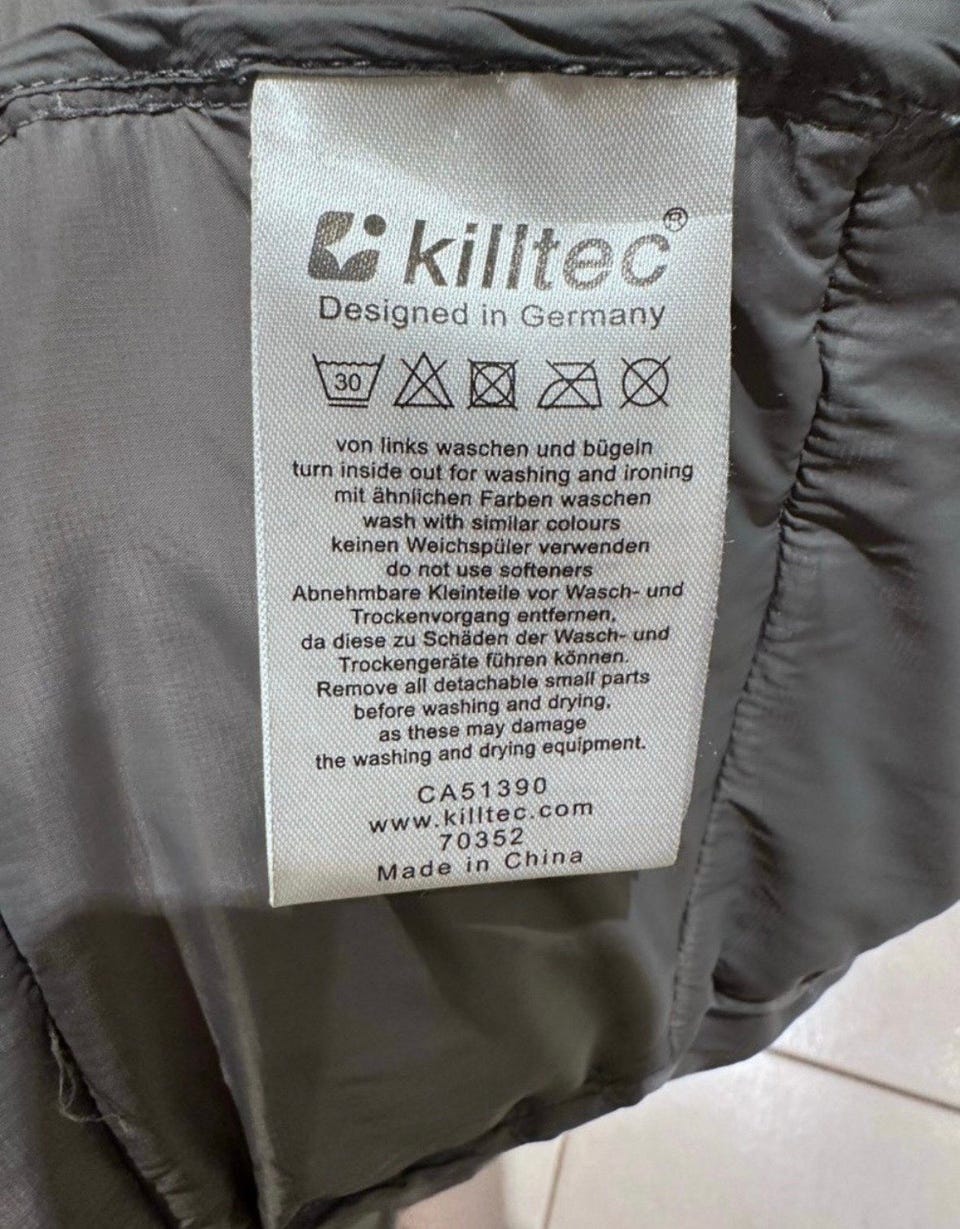 killtec®
Designed in Germany
30
von links waschen und bügeln
turn inside out for washing and ironing
mit ähnlichen Farben waschen
wash with similar colours
keinen Weichspüler verwenden
do not use softeners
Abnehmbare Kleinteile vor Wasch- und
Trockenvorgang entfernen,
da diese zu Schäden der Wasch- und
Trockengeräte führen können.
Remove all detachable small parts
before washing and drying,
as these may damage
the washing and drying equipment.
CA51390
www.killtec.com
70352
Made in China